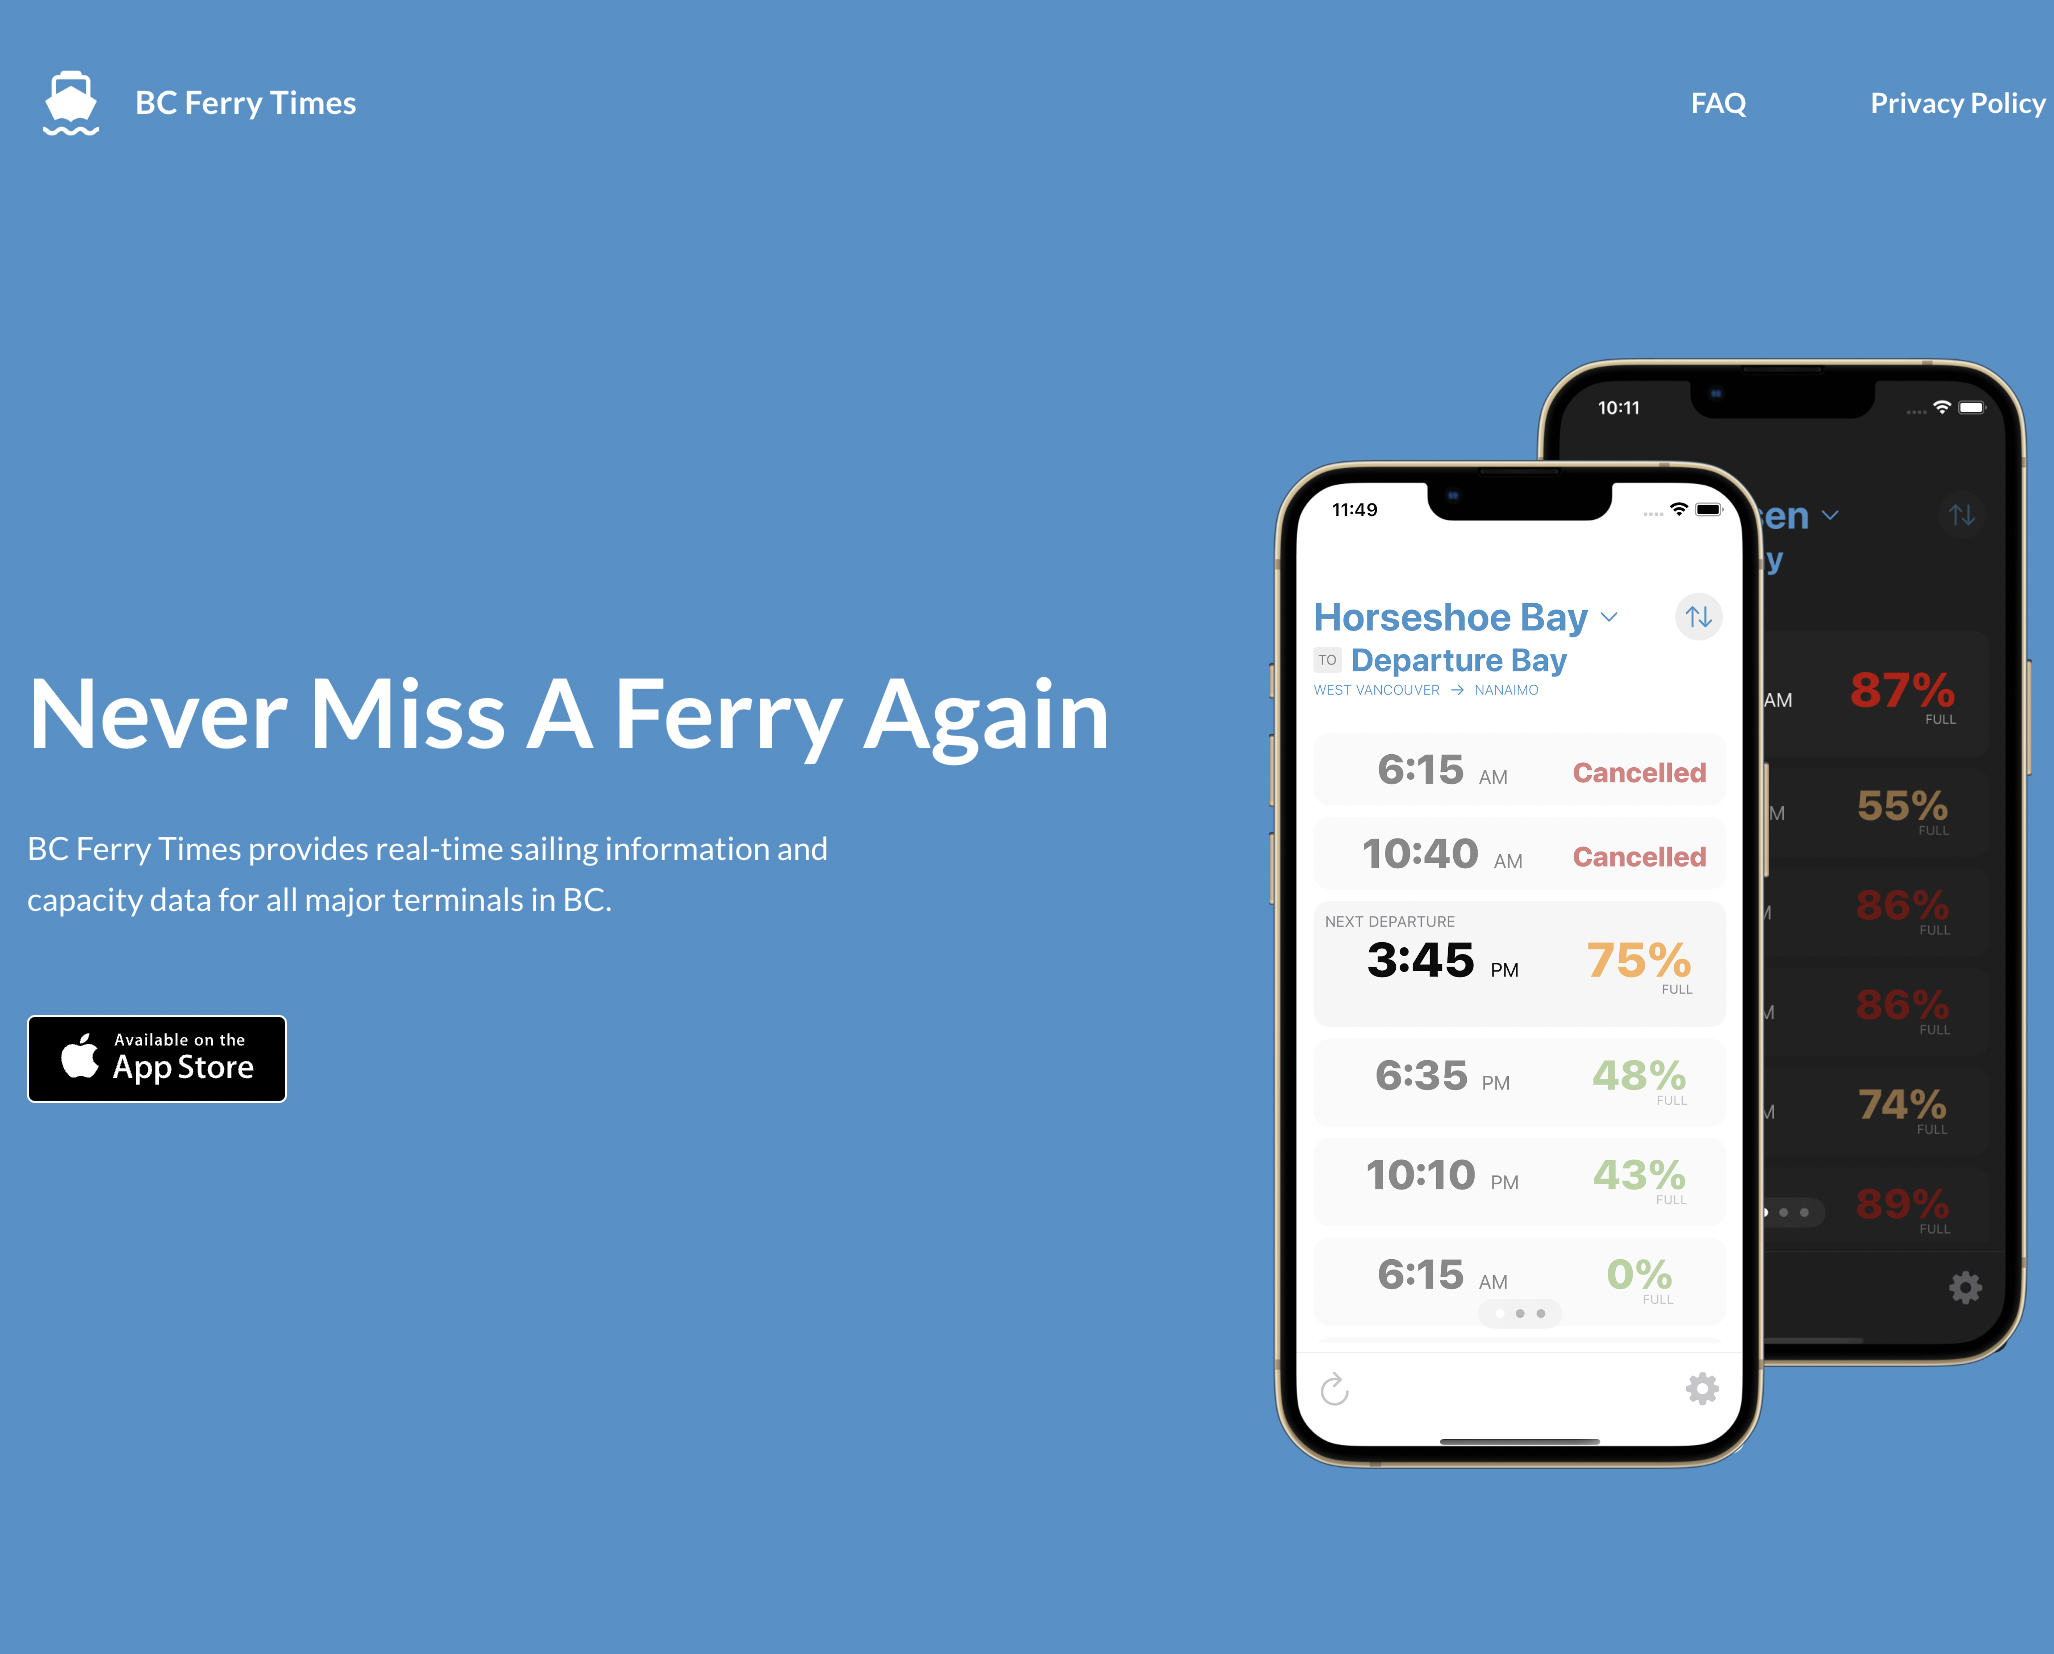 BC Ferry Times
FAQ
Privacy Policy
Never Miss A Ferry Again
BC Ferry Times provides real-time sailing information and
capacity data for all major terminals in BC.
Available on the
App Store
11:49
Horseshoe Bay
TO Departure Bay
WEST VANCOUVER → NANAIMO
6:15 AM Cancelled
10:40 AM Cancelled
NEXT DEPARTURE
3:45 PM 75%
FULL
6:35 PM 48%
FULL
10:10 PM 43%
FULL
6:15 AM 0%
FULL
10:11
sen
y
AM 87%
FULL
M 55%
FULL
M 86%
FULL
M 86%
FULL
M 74%
FULL
89%
FULL